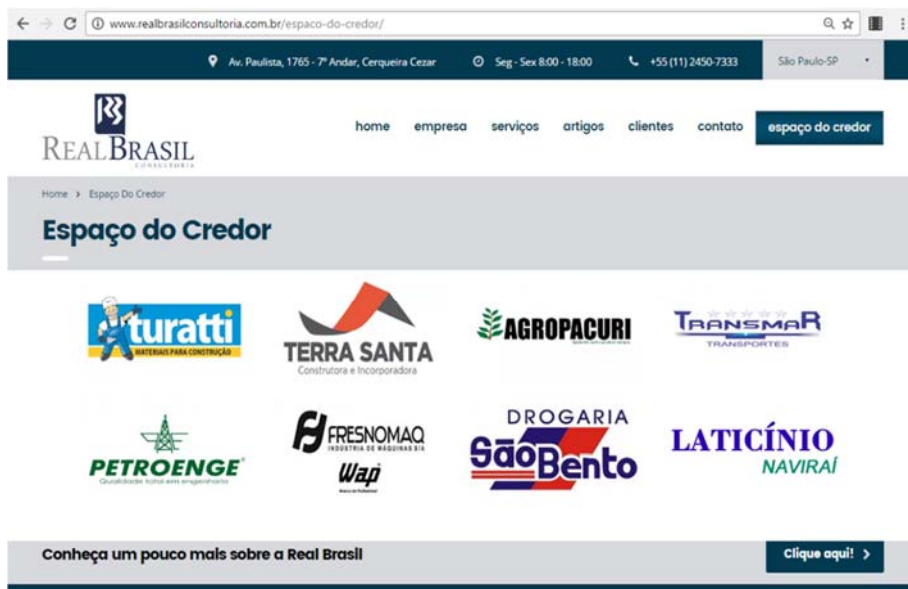 www.realbrasilconsultoria.com.br/espaco-do-credor/
Av. Paulista, 1765 - 7º Andar, Cerqueira Cezar Seg - Sex 8:00 - 18:00 +55 (11) 2450-7333 São Paulo-SP
REALBRASIL
CONSULTORIA
home empresa serviços artigos clientes contato espaço do credor
Home > Espaço Do Credor
Espaço do Credor
turatti
MATERIAIS PARA CONSTRUÇÃO
TERRA SANTA
Construtora e Incorporadora
AGROPACURI
TRANSMAR
TRANSPORTES
PETROENGE
Qualidade total em engenharia
FRESNOMAQ
INDÚSTRIA DE MÁQUINAS S/A
Wap
DROGARIA
São Bento
LATICÍNIO
NAVIRAÍ
Conheça um pouco mais sobre a Real Brasil
Clique aqui! >